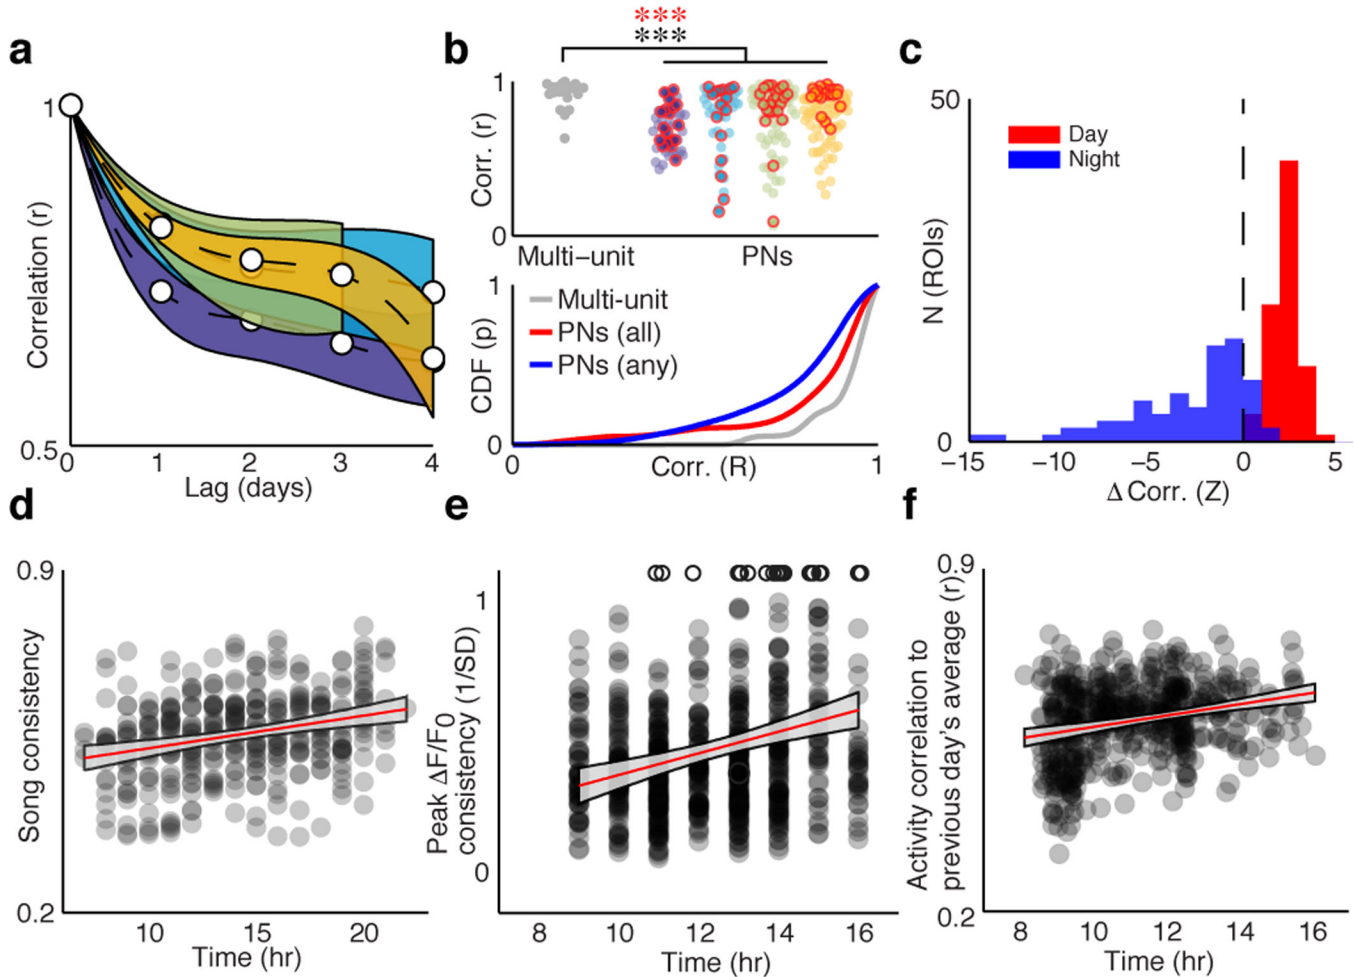 a
1
Correlation (r)
0.5
0 1 2 3 4
Lag (days)
b
***
***
1
Corr. (r)
0
Multi–unit PNs
1
Multi-unit
PNs (all)
PNs (any)
CDF (p)
0
0 Corr. (R) 1
c
50
Day
Night
N (ROIs)
0
−15 −10 −5 0 5
Δ Corr. (Z)
d
0.9
Song consistency
0.2
10 15 20
Time (hr)
e
1
Peak ΔF/F0
consistency (1/SD)
0
8 10 12 14 16
Time (hr)
f
0.9
Activity correlation to
previous day's average (r)
0.2
8 10 12 14 16
Time (hr)